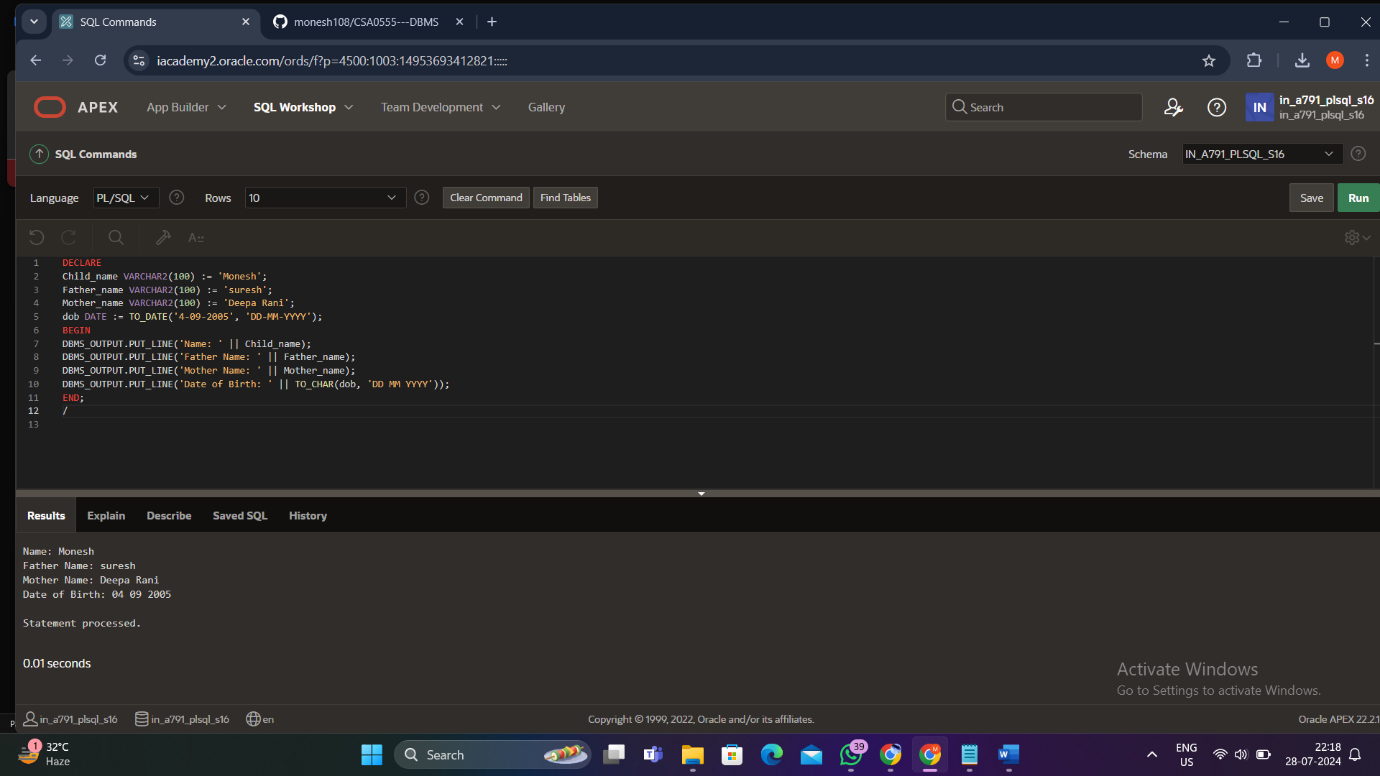 SQL Commands
monesh108/CSA0555---DBMS
iacademy2.oracle.com/ords/f?p=4500:1003:14953693412821:::::
M
APEX
App Builder
SQL Workshop
Team Development
Gallery
Search
IN
in_a791_plsql_s16
in_a791_plsql_s16
SQL Commands
Schema
IN_A791_PLSQL_S16
Language
PL/SQL
Rows
10
Clear Command
Find Tables
Save
Run
1 DECLARE
2 Child_name VARCHAR2(100) := 'Monesh';
3 Father_name VARCHAR2(100) := 'suresh';
4 Mother_name VARCHAR2(100) := 'Deepa Rani';
5 dob DATE := TO_DATE('4-09-2005', 'DD-MM-YYYY');
6 BEGIN
7 DBMS_OUTPUT.PUT_LINE('Name: ' || Child_name);
8 DBMS_OUTPUT.PUT_LINE('Father Name: ' || Father_name);
9 DBMS_OUTPUT.PUT_LINE('Mother Name: ' || Mother_name);
10 DBMS_OUTPUT.PUT_LINE('Date of Birth: ' || TO_CHAR(dob, 'DD MM YYYY'));
11 END;
12 /
13
Results
Explain
Describe
Saved SQL
History
Name: Monesh
Father Name: suresh
Mother Name: Deepa Rani
Date of Birth: 04 09 2005
Statement processed.
0.01 seconds
Activate Windows
Go to Settings to activate Windows.
in_a791_plsql_s16
in_a791_plsql_s16
en
Copyright © 1999, 2022, Oracle and/or its affiliates.
Oracle APEX 22.2.1
1
32°C
Haze
Search
39
ENG
US
22:18
28-07-2024